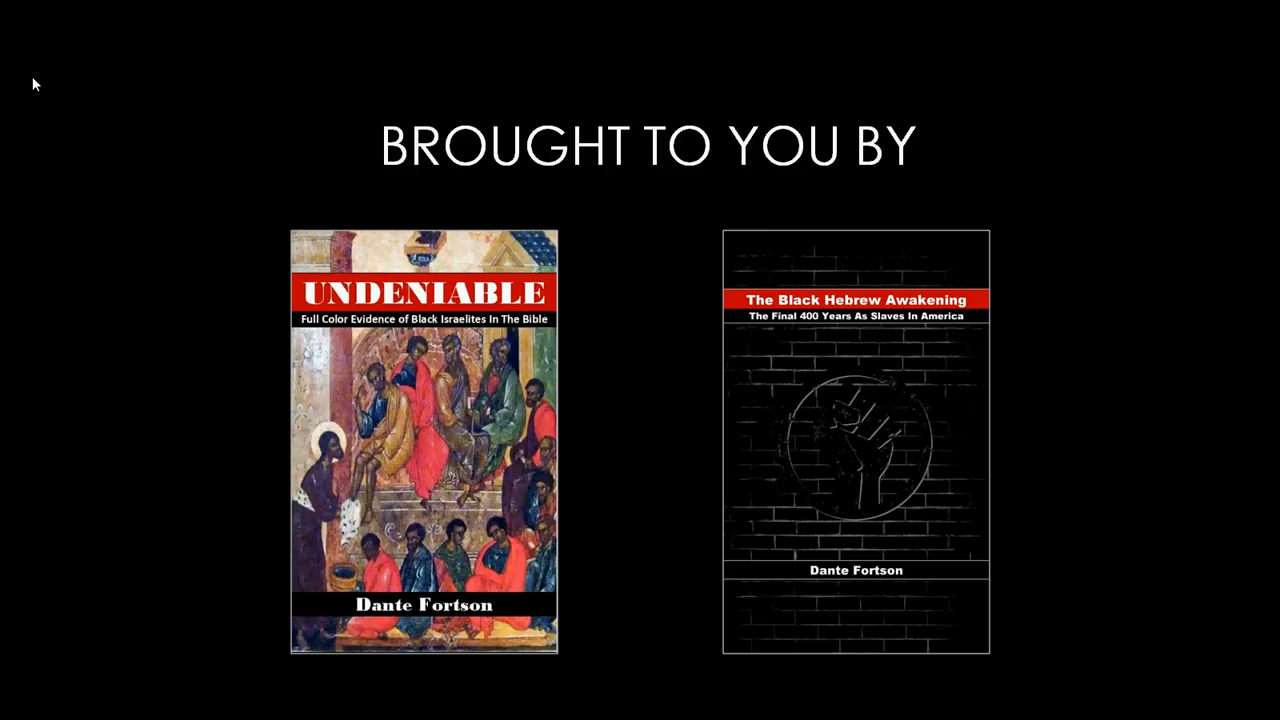 BROUGHT TO YOU BY
UNDENIABLE
Full Color Evidence of Black Israelites In The Bible
Dante Fortson
The Black Hebrew Awakening
The Final 400 Years As Slaves In America
Dante Fortson